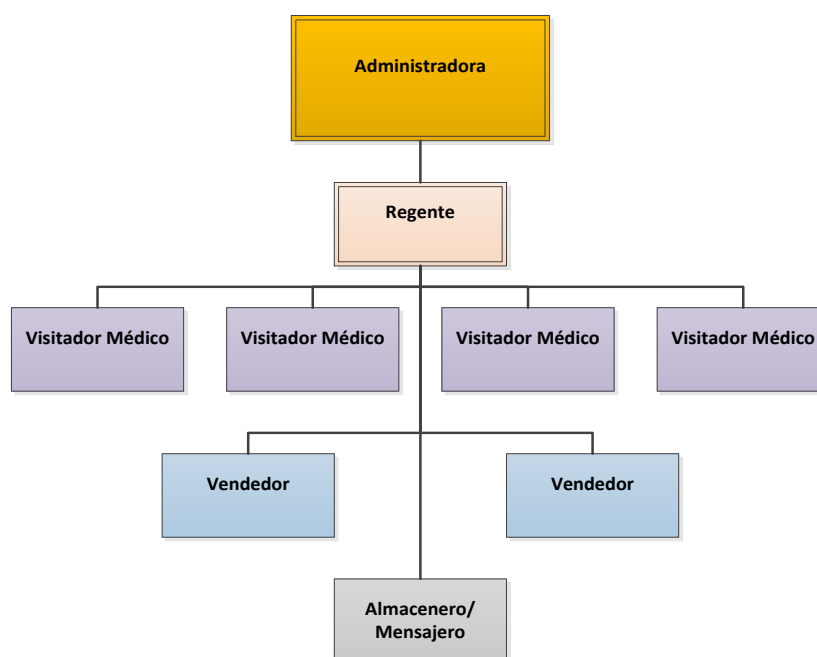 Administradora
Regente
Visitador Médico
Visitador Médico
Visitador Médico
Visitador Médico
Vendedor
Vendedor
Almacenero/
Mensajero